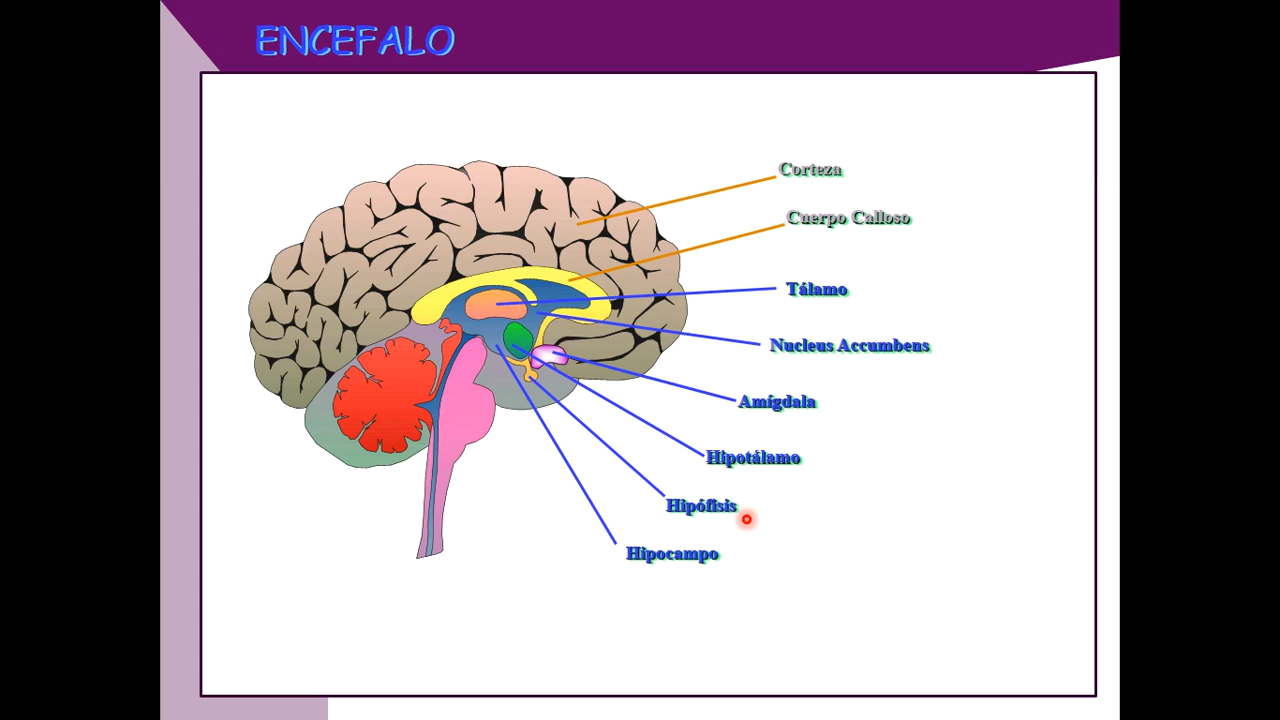 ENCEFALO
Corteza
Cuerpo Calloso
Tálamo
Nucleus Accumbens
Amígdala
Hipotálamo
Hipófisis
Hipocampo